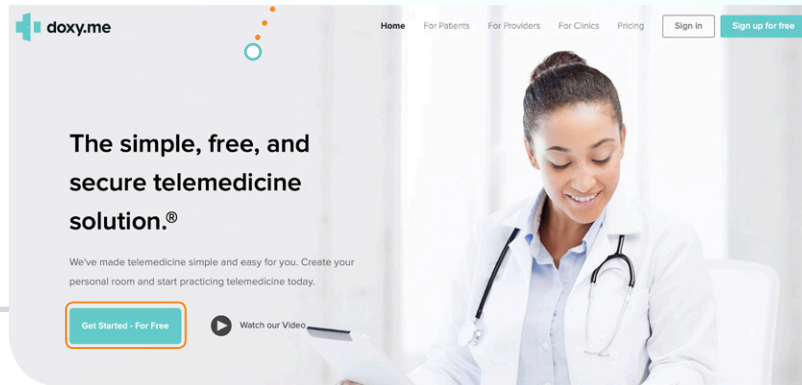 doxy.me
Home For Patients For Providers For Clinics Pricing Sign in Sign up for free
The simple, free, and
secure telemedicine
solution.®
We've made telemedicine simple and easy for you. Create your
personal room and start practicing telemedicine today.
Get Started - For Free Watch our Video